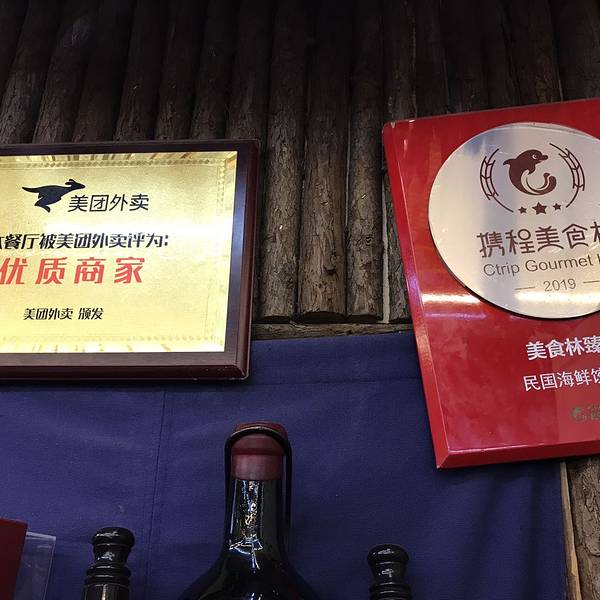 美团外卖
餐厅被美团外卖评为:
优质商家
美团外卖 颁发
携程美食林
Ctrip Gourmet
2019
美食林臻
民国海鲜